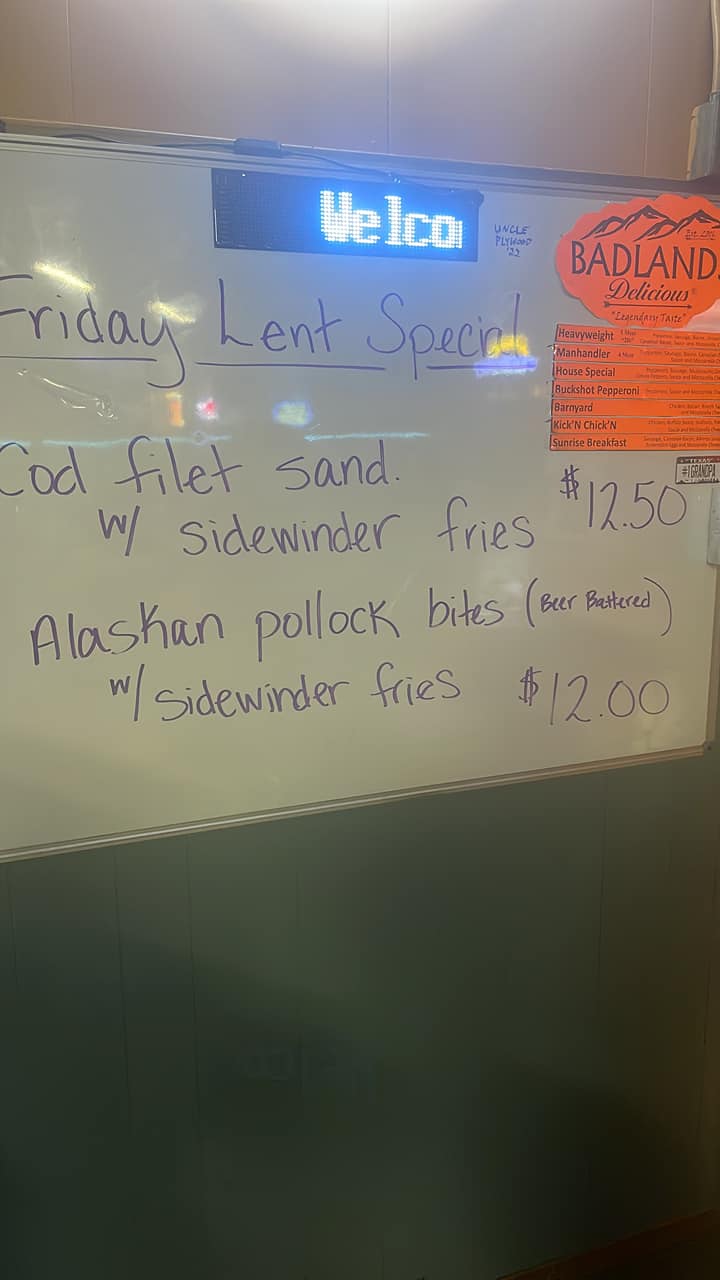 Welco
UNCLE
PLYWOOD
'22
Friday Lent Special
Cod filet sand.
w/ sidewinder fries $12.50
Alaskan pollock bites (Beer Battered)
w/ sidewinder fries $12.00
BADLAND
Delicious
"Legendary Taste"
Heavyweight
Manhandler
House Special
Buckshot Pepperoni
Barnyard
Kick'N Chick'N
Sunrise Breakfast
TEXAS
#1GRANDPA